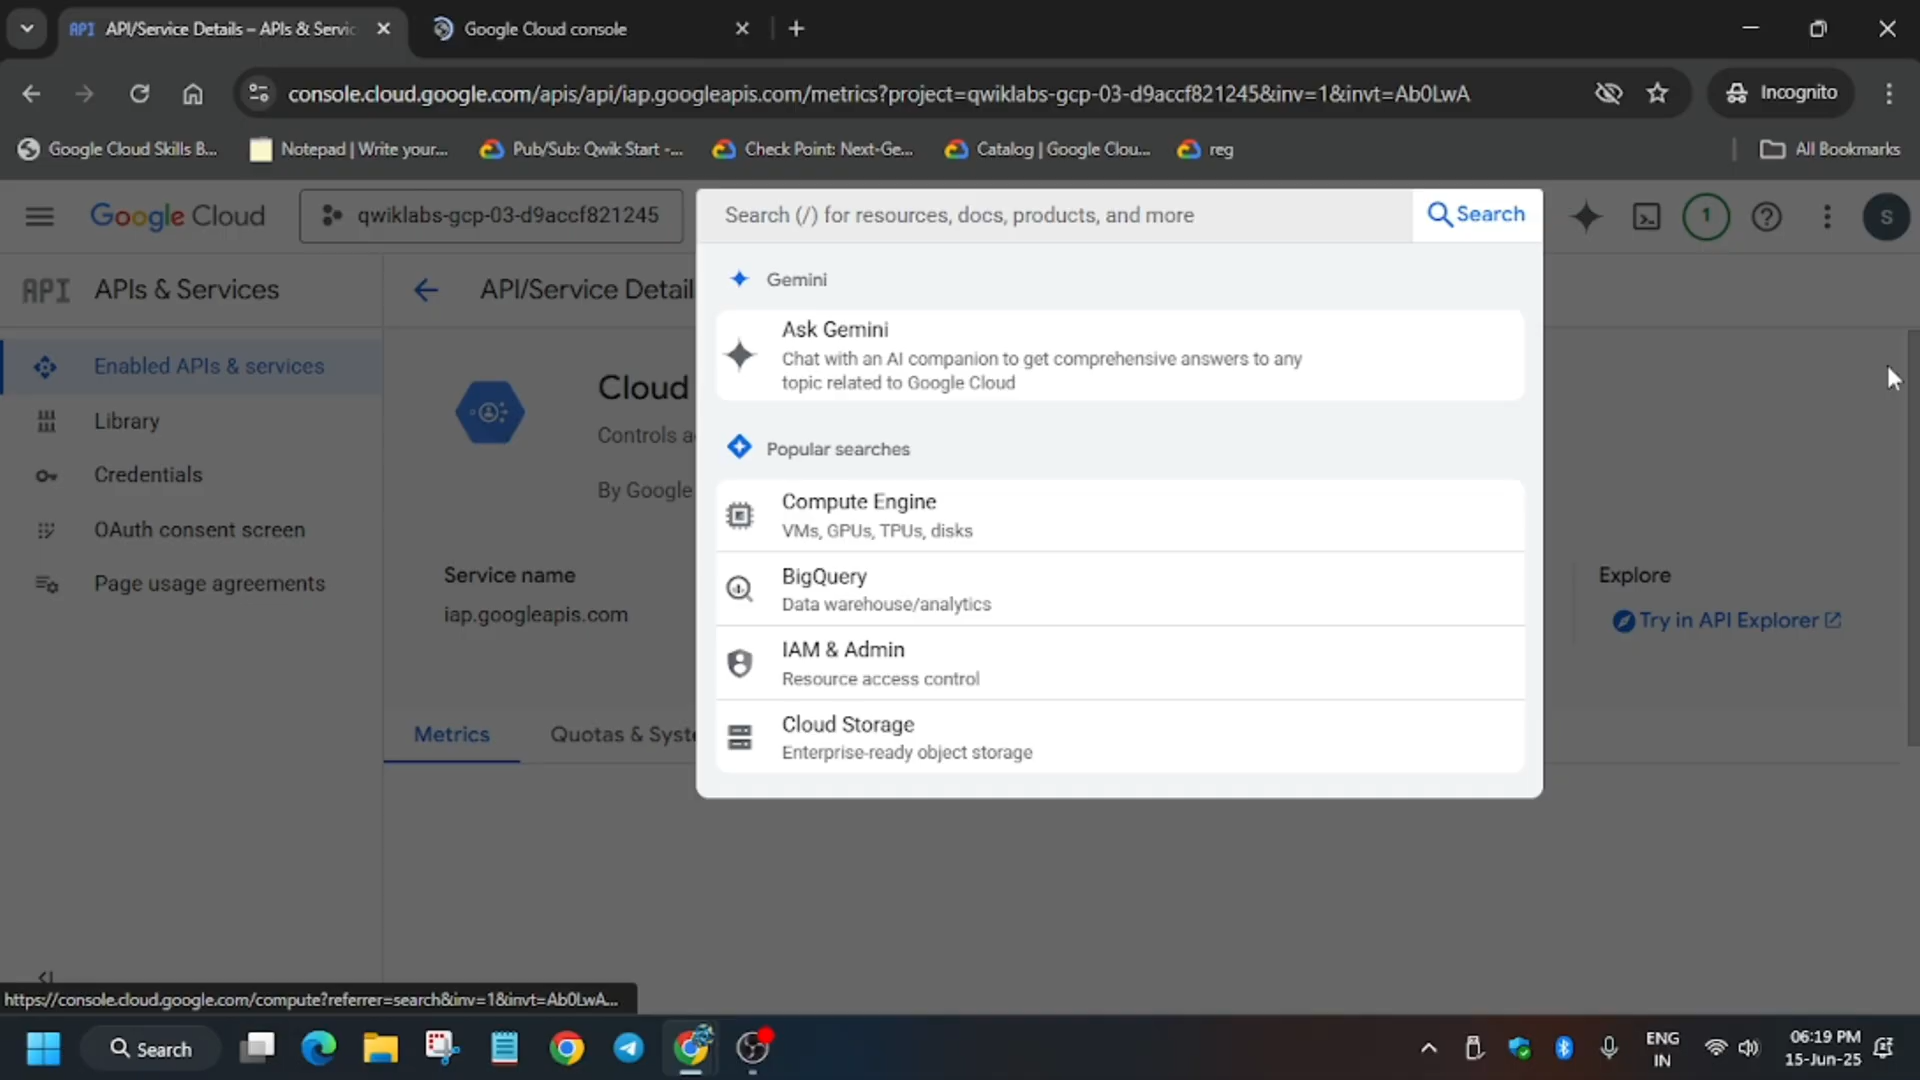 API API/Service Details – APIs & Servic
Google Cloud console
console.cloud.google.com/apis/api/iap.googleapis.com/metrics?project=qwiklabs-gcp-03-d9accf821245&inv=1&invt=Ab0LwA
Incognito
Google Cloud Skills B...
Notepad | Write your...
Pub/Sub: Qwik Start -...
Check Point: Next-Ge...
Catalog | Google Clou...
reg
All Bookmarks
Google Cloud
qwiklabs-gcp-03-d9accf821245
Search (/) for resources, docs, products, and more
Search
1
S
API APIs & Services
API/Service Detail
Gemini
Ask Gemini
Chat with an AI companion to get comprehensive answers to any
topic related to Google Cloud
Enabled APIs & services
Library
Credentials
OAuth consent screen
Page usage agreements
Cloud
Controls a
By Google
Popular searches
Compute Engine
VMs, GPUs, TPUs, disks
BigQuery
Data warehouse/analytics
IAM & Admin
Resource access control
Cloud Storage
Enterprise-ready object storage
Service name
iap.googleapis.com
Explore
Try in API Explorer
Metrics
Quotas & Syste
https://console.cloud.google.com/compute?referrer=search&inv=1&invt=Ab0LwA...
Search
ENG
IN
06:19 PM
15-Jun-25